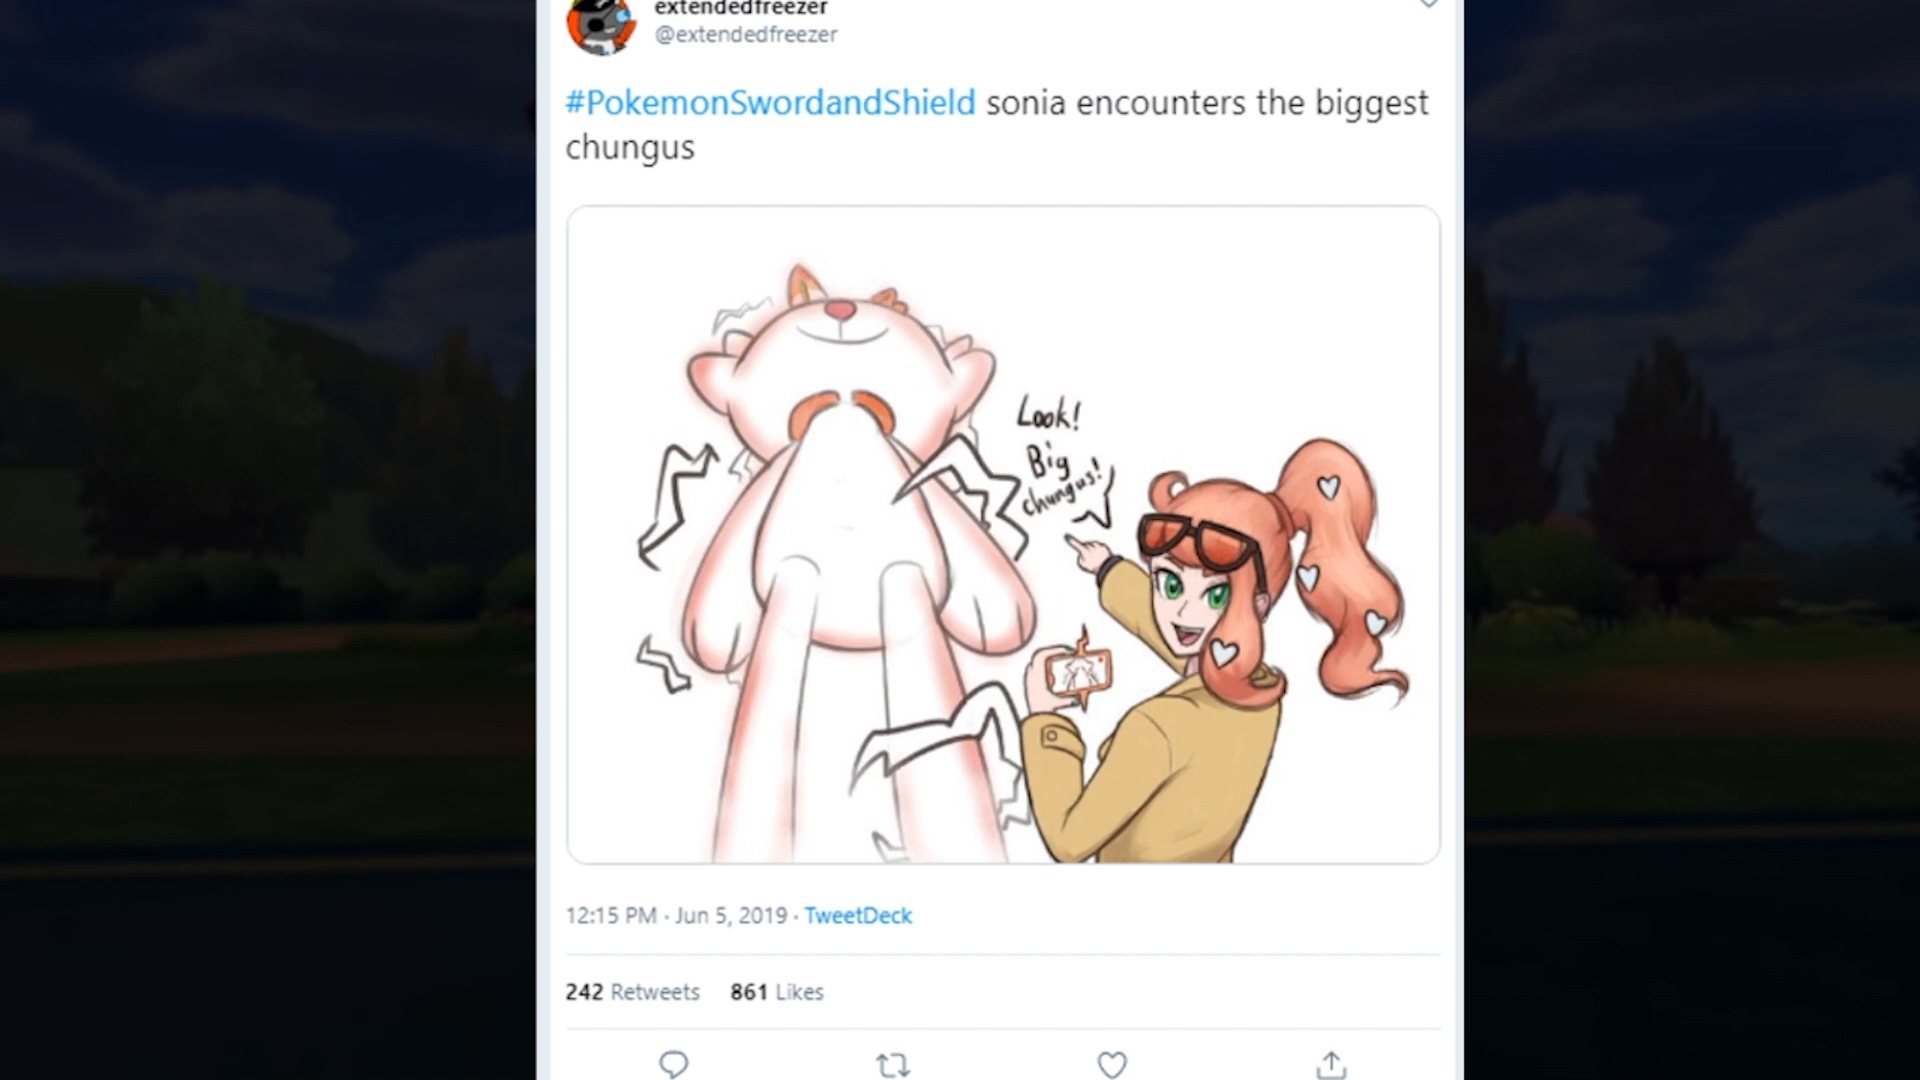 extendedfreezer
@extendedfreezer
#PokemonSwordandShield sonia encounters the biggest
chungus
Look!
Big
chungus!
12:15 PM · Jun 5, 2019 · TweetDeck
242 Retweets 861 Likes